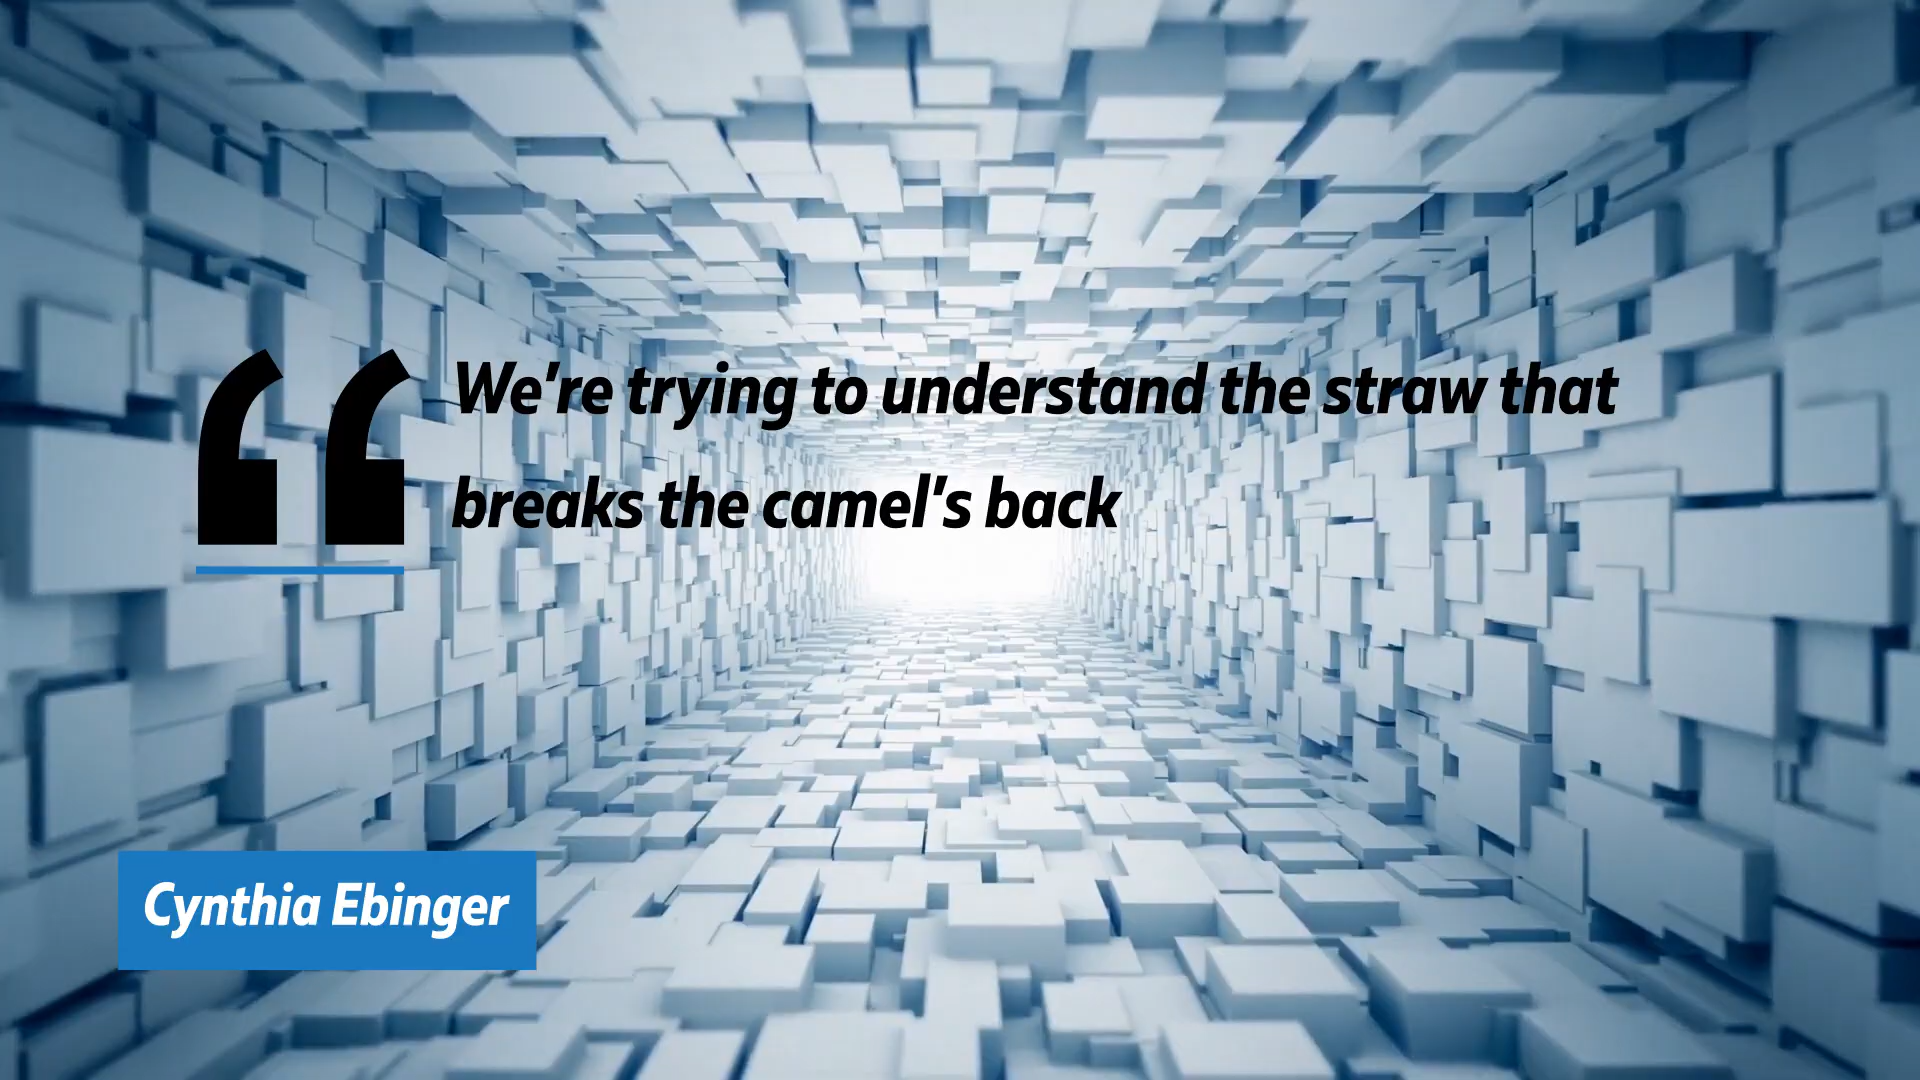 “
We're trying to understand the straw that
breaks the camel's back
Cynthia Ebinger